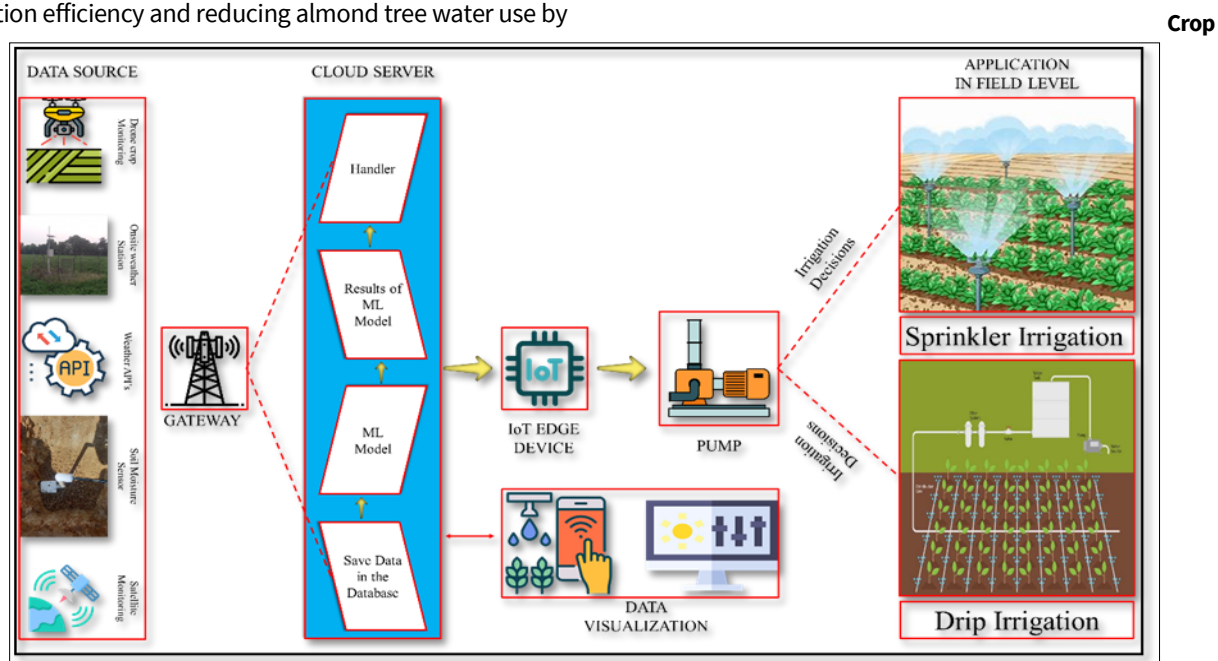 tion efficiency and reducing almond tree water use by
Crop
DATA SOURCE
Drone crop
Monitoring
Onsite weather
Station
Weather API's
API
Soil Moisture
Sensor
Satellite
Monitoring
GATEWAY
CLOUD SERVER
Handler
Results of
ML
Model
ML
Model
Save Data
in the
Database
IoT
IoT EDGE
DEVICE
PUMP
DATA
VISUALIZATION
Irrigation
Decisions
Irrigation
Decisions
APPLICATION
IN FIELD LEVEL
Sprinkler Irrigation
Drip Irrigation